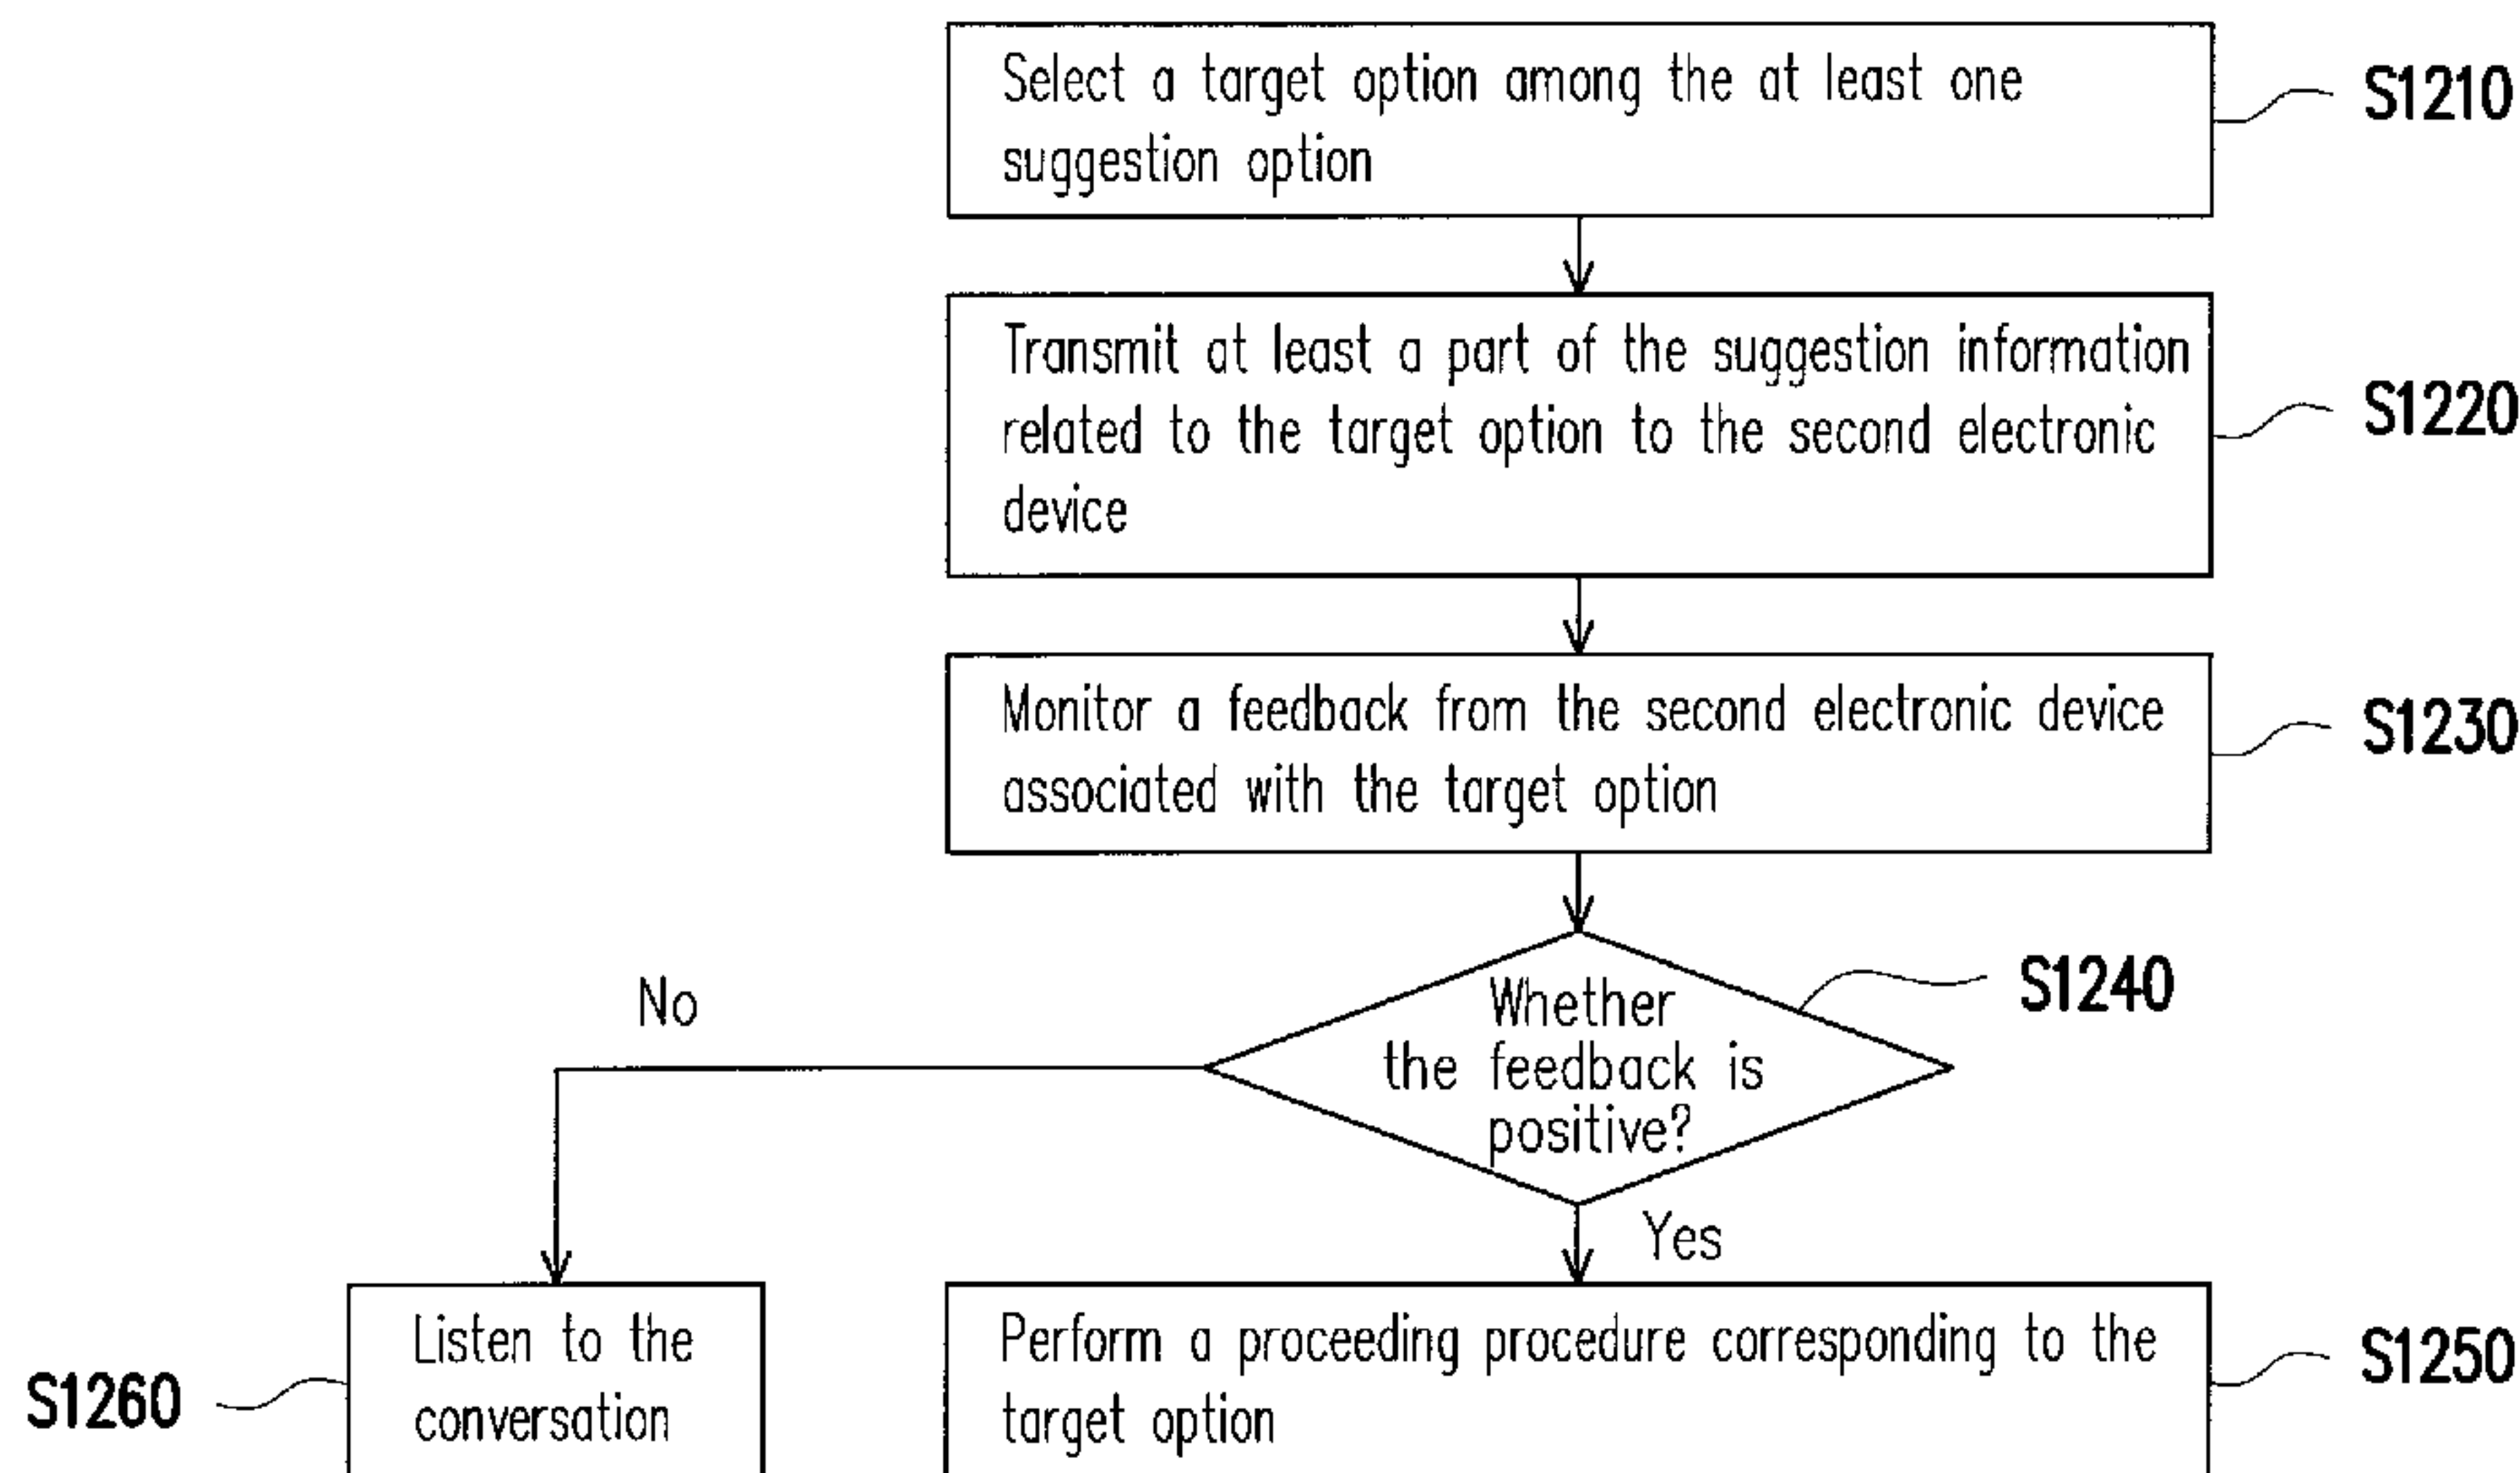 Select a target option among the at least one
suggestion option
S1210
Transmit at least a part of the suggestion information
related to the target option to the second electronic
device
S1220
Monitor a feedback from the second electronic device
associated with the target option
S1230
Whether
the feedback is
positive?
S1240
No
Yes
Listen to the
conversation
S1260
Perform a proceeding procedure corresponding to the
target option
S1250